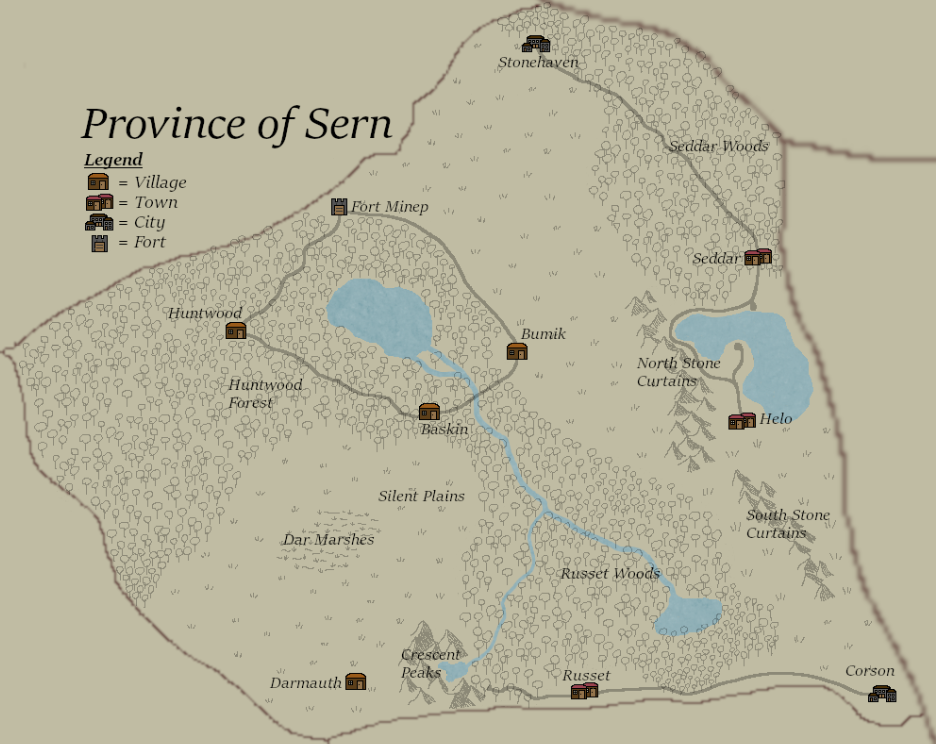 Stonehaven
Province of Sern
Seddar Woods
Legend
= Village
= Town
= City
= Fort
Fort Minep
Seddar
Huntwood
Bumik
North Stone
Curtains
Huntwood
Forest
Helo
Baskin
Silent Plains
South Stone
Curtains
Dar Marshes
Russet Woods
Crescent
Peaks
Corson
Russet
Darmauth